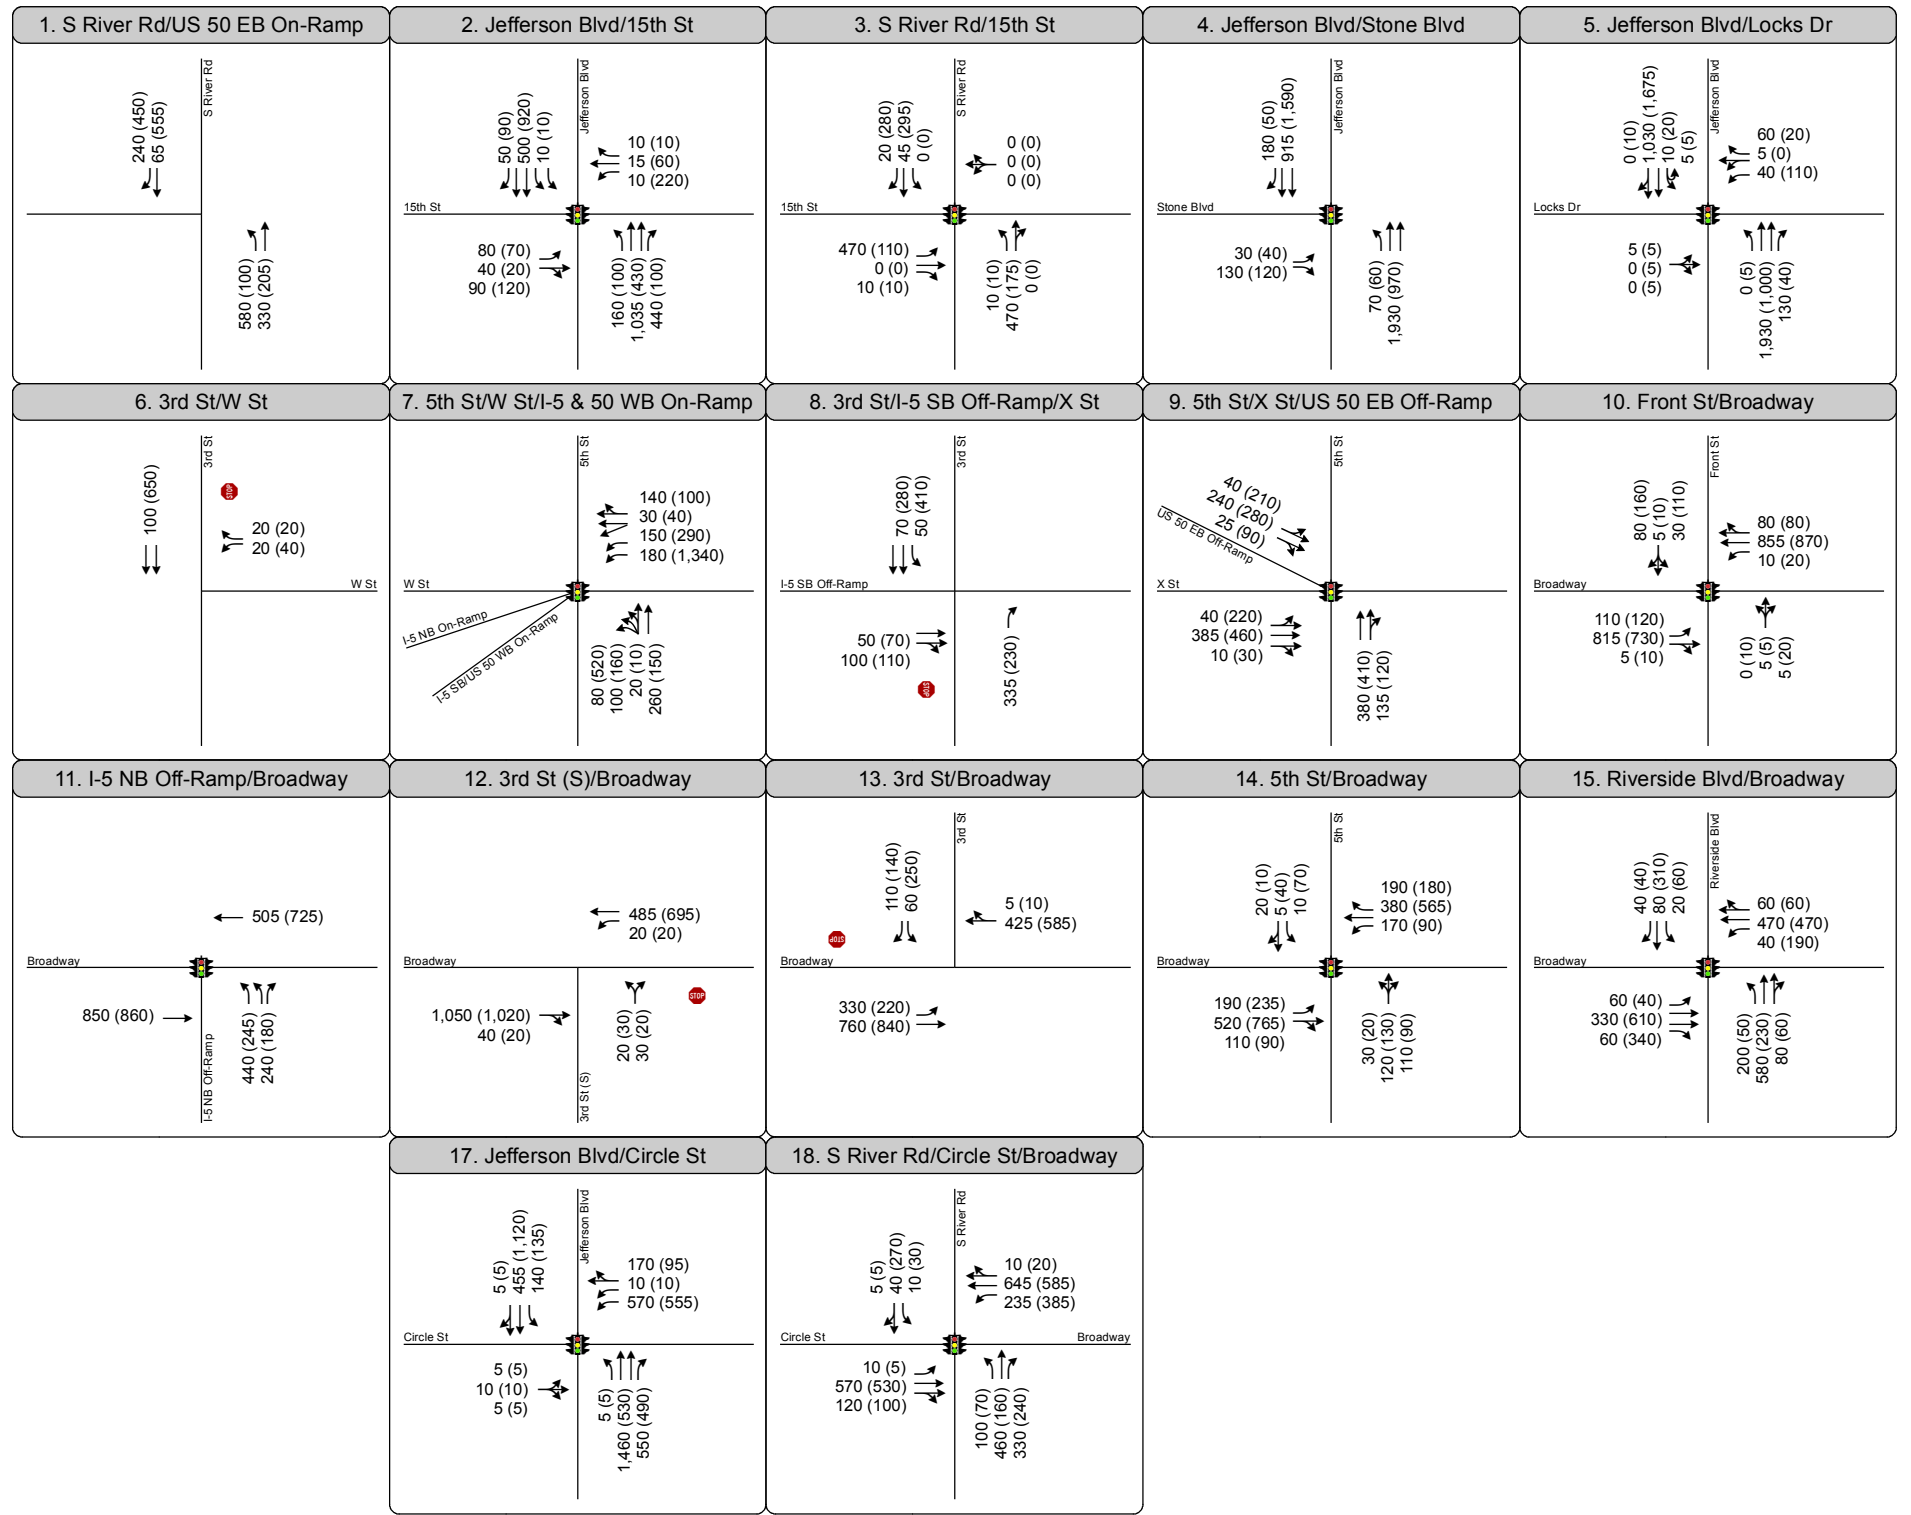 1. S River Rd/US 50 EB On-Ramp
S River Rd
240 (450)
65 (555)
580 (100)
330 (205)
2. Jefferson Blvd/15th St
Jefferson Blvd
50 (90)
500 (920)
10 (10)
10 (10)
15 (60)
10 (220)
15th St
80 (70)
40 (20)
90 (120)
160 (100)
1,035 (430)
440 (100)
3. S River Rd/15th St
S River Rd
20 (280)
45 (295)
0 (0)
0 (0)
0 (0)
0 (0)
15th St
470 (110)
0 (0)
10 (10)
10 (10)
470 (175)
0 (0)
4. Jefferson Blvd/Stone Blvd
Jefferson Blvd
180 (50)
915 (1,590)
Stone Blvd
30 (40)
130 (120)
70 (60)
1,930 (970)
5. Jefferson Blvd/Locks Dr
Jefferson Blvd
0 (10)
1,030 (1,675)
10 (20)
5 (5)
60 (20)
5 (0)
40 (110)
Locks Dr
5 (5)
0 (5)
0 (5)
0 (5)
1,930 (1,000)
130 (40)
6. 3rd St/W St
3rd St
100 (650)
STOP
20 (20)
20 (40)
W St
7. 5th St/W St/I-5 & 50 WB On-Ramp
5th St
140 (100)
30 (40)
150 (290)
180 (1,340)
W St
I-5 NB On-Ramp
I-5 SB/US 50 WB On-Ramp
80 (520)
100 (160)
20 (10)
260 (150)
8. 3rd St/I-5 SB Off-Ramp/X St
3rd St
70 (280)
50 (410)
I-5 SB Off-Ramp
50 (70)
100 (110)
STOP
335 (230)
9. 5th St/X St/US 50 EB Off-Ramp
5th St
40 (210)
240 (280)
25 (90)
US 50 EB Off-Ramp
X St
40 (220)
385 (460)
10 (30)
380 (410)
135 (120)
10. Front St/Broadway
Front St
80 (160)
5 (10)
30 (110)
80 (80)
855 (870)
10 (20)
Broadway
110 (120)
815 (730)
5 (10)
0 (10)
5 (5)
5 (20)
11. I-5 NB Off-Ramp/Broadway
505 (725)
Broadway
850 (860)
440 (245)
240 (180)
I-5 NB Off-Ramp
12. 3rd St (S)/Broadway
485 (695)
20 (20)
Broadway
1,050 (1,020)
40 (20)
20 (30)
30 (20)
STOP
3rd St (S)
13. 3rd St/Broadway
3rd St
110 (140)
60 (250)
5 (10)
425 (585)
STOP
Broadway
330 (220)
760 (840)
14. 5th St/Broadway
5th St
20 (10)
5 (40)
10 (70)
190 (180)
380 (565)
170 (90)
Broadway
190 (235)
520 (765)
110 (90)
30 (20)
120 (130)
110 (90)
15. Riverside Blvd/Broadway
Riverside Blvd
40 (40)
80 (310)
20 (60)
60 (60)
470 (470)
40 (190)
Broadway
60 (40)
330 (610)
60 (340)
200 (50)
580 (230)
80 (60)
17. Jefferson Blvd/Circle St
Jefferson Blvd
5 (5)
455 (1,120)
140 (135)
170 (95)
10 (10)
570 (555)
Circle St
5 (5)
10 (10)
5 (5)
5 (5)
1,460 (530)
550 (490)
18. S River Rd/Circle St/Broadway
S River Rd
5 (5)
40 (270)
10 (30)
10 (20)
645 (585)
235 (385)
Circle St
Broadway
10 (5)
570 (530)
120 (100)
100 (70)
460 (160)
330 (240)